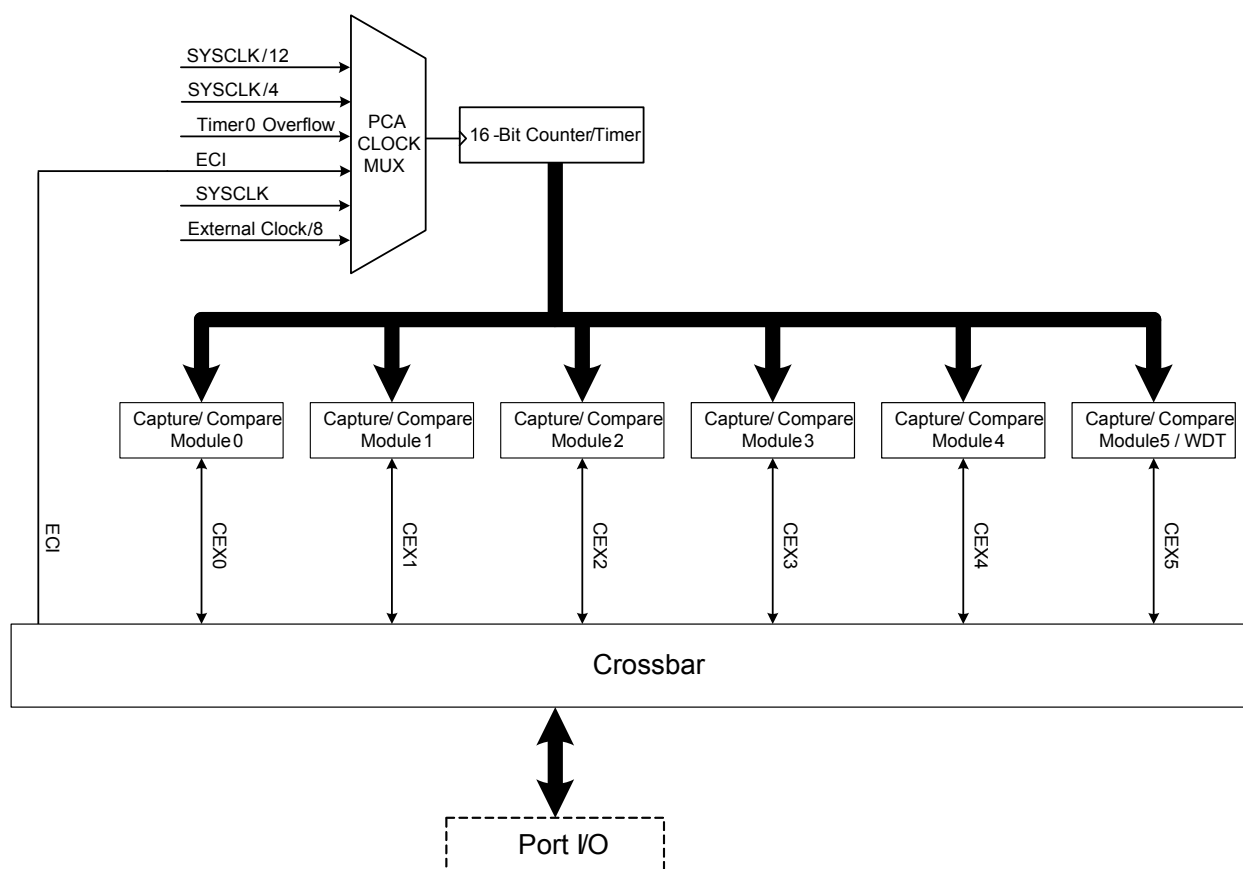 SYSCLK/12
SYSCLK/4
Timer0 Overflow
ECI
SYSCLK
External Clock/8
PCA
CLOCK
MUX
16 -Bit Counter/Timer
Capture/ Compare
Module 0
Capture/ Compare
Module 1
Capture/ Compare
Module 2
Capture/ Compare
Module 3
Capture/ Compare
Module 4
Capture/ Compare
Module5 / WDT
ECI
CEX0
CEX1
CEX2
CEX3
CEX4
CEX5
Crossbar
Port I/O